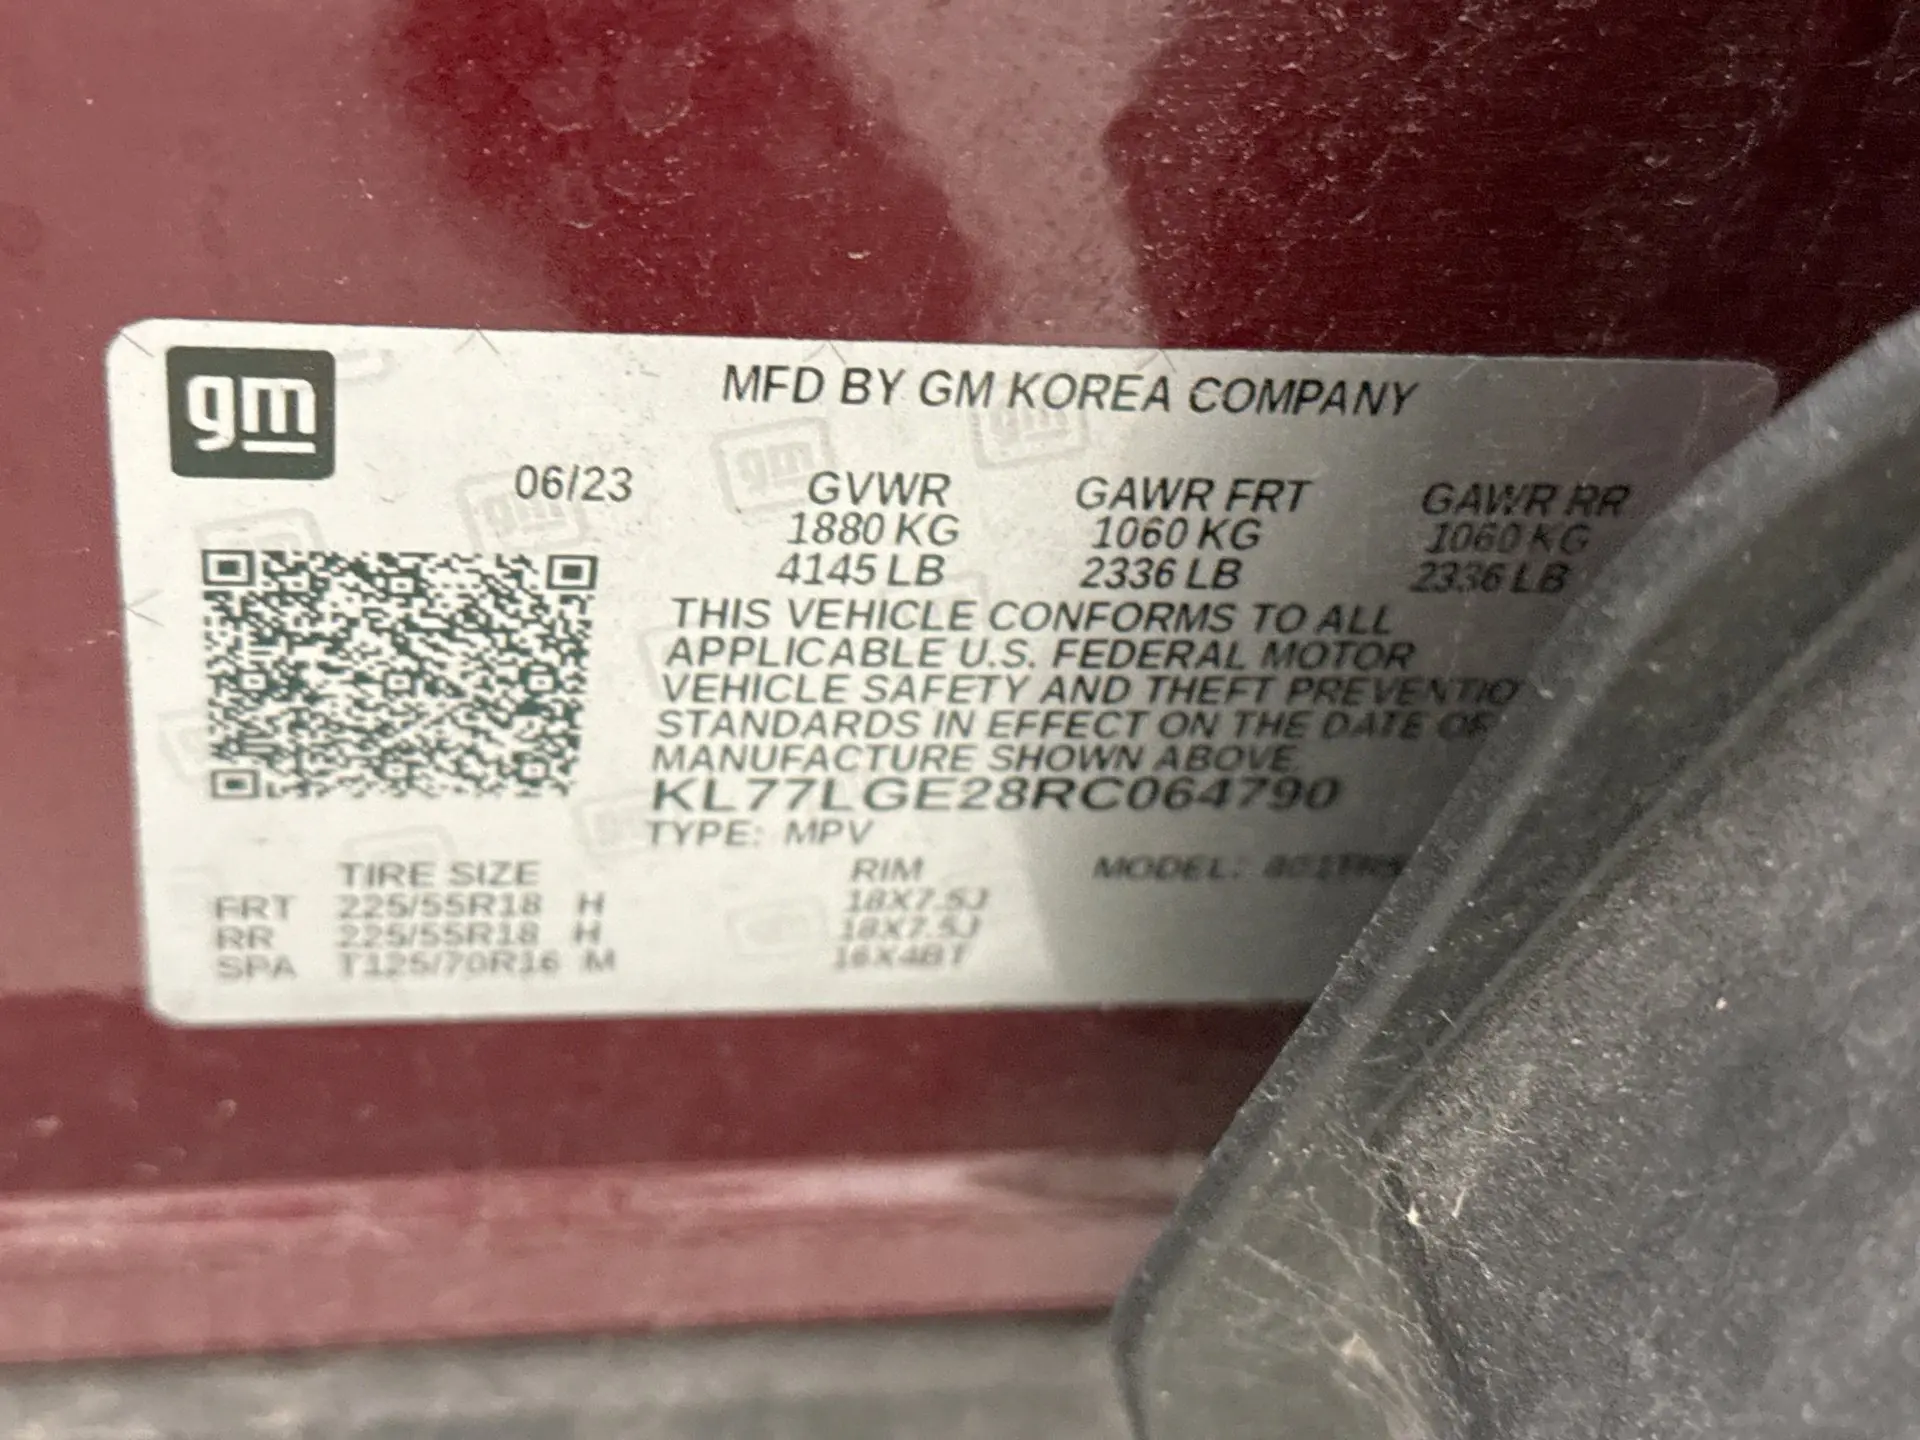 gm
MFD BY GM KOREA COMPANY
06/23
GVWR GAWR FRT GAWR RR
1880 KG 1060 KG 1060 KG
4145 LB 2336 LB 2336 LB
THIS VEHICLE CONFORMS TO ALL
APPLICABLE U.S. FEDERAL MOTOR
VEHICLE SAFETY AND THEFT PREVENTIO
STANDARDS IN EFFECT ON THE DATE OF
MANUFACTURE SHOWN ABOVE.
KL77LGE28RC064790
TYPE: MPV
TIRE SIZE RIM MODEL:
FRT 225/55R18 H 18X7.5J
RR 225/55R18 H 18X7.5J
SPA T125/70R16 M 16X4BT